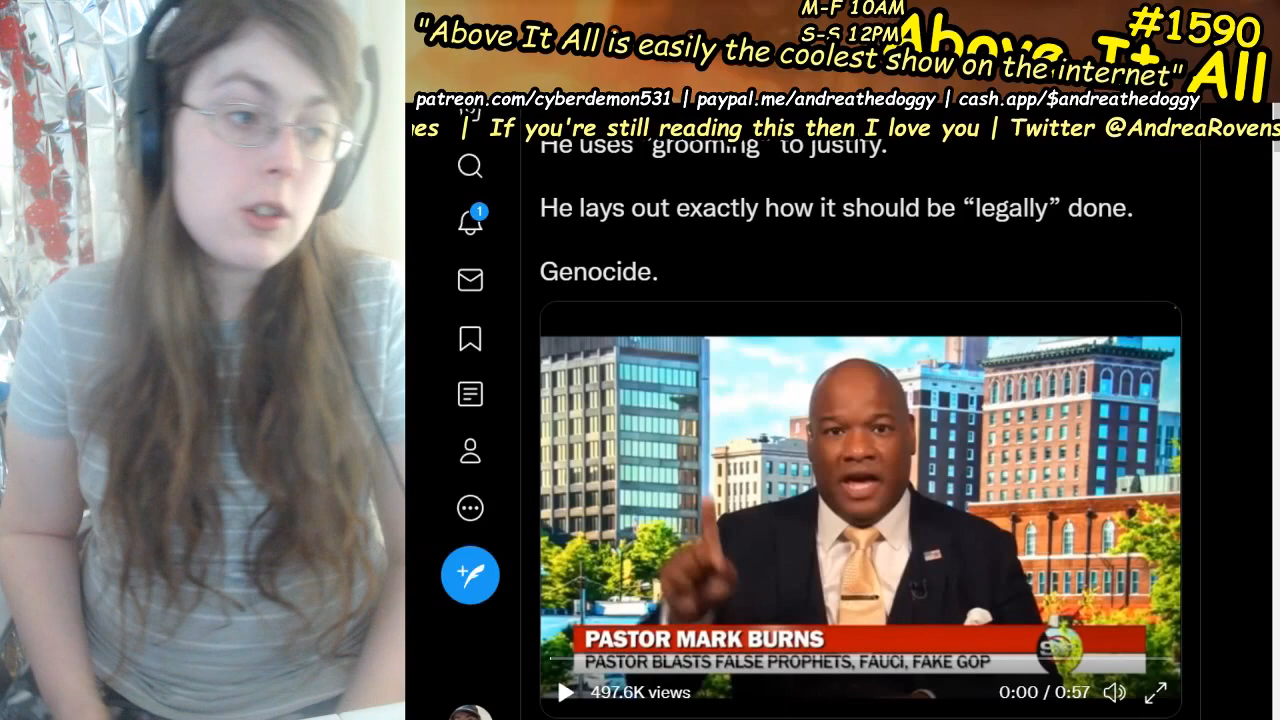 M-F 10AM
S-S 12PM
#1590
Above It All
"Above It All is easily the coolest show on the internet"
patreon.com/cyberdemon531 | paypal.me/andreathedoggy | cash.app/$andreathedoggy
es | If you're still reading this then I love you | Twitter @AndreaRovens
He uses "grooming" to justify.
He lays out exactly how it should be “legally” done.
Genocide.
1
PASTOR MARK BURNS
PASTOR BLASTS FALSE PROPHETS, FAUCI, FAKE GOP
497.6K views
0:00 / 0:57